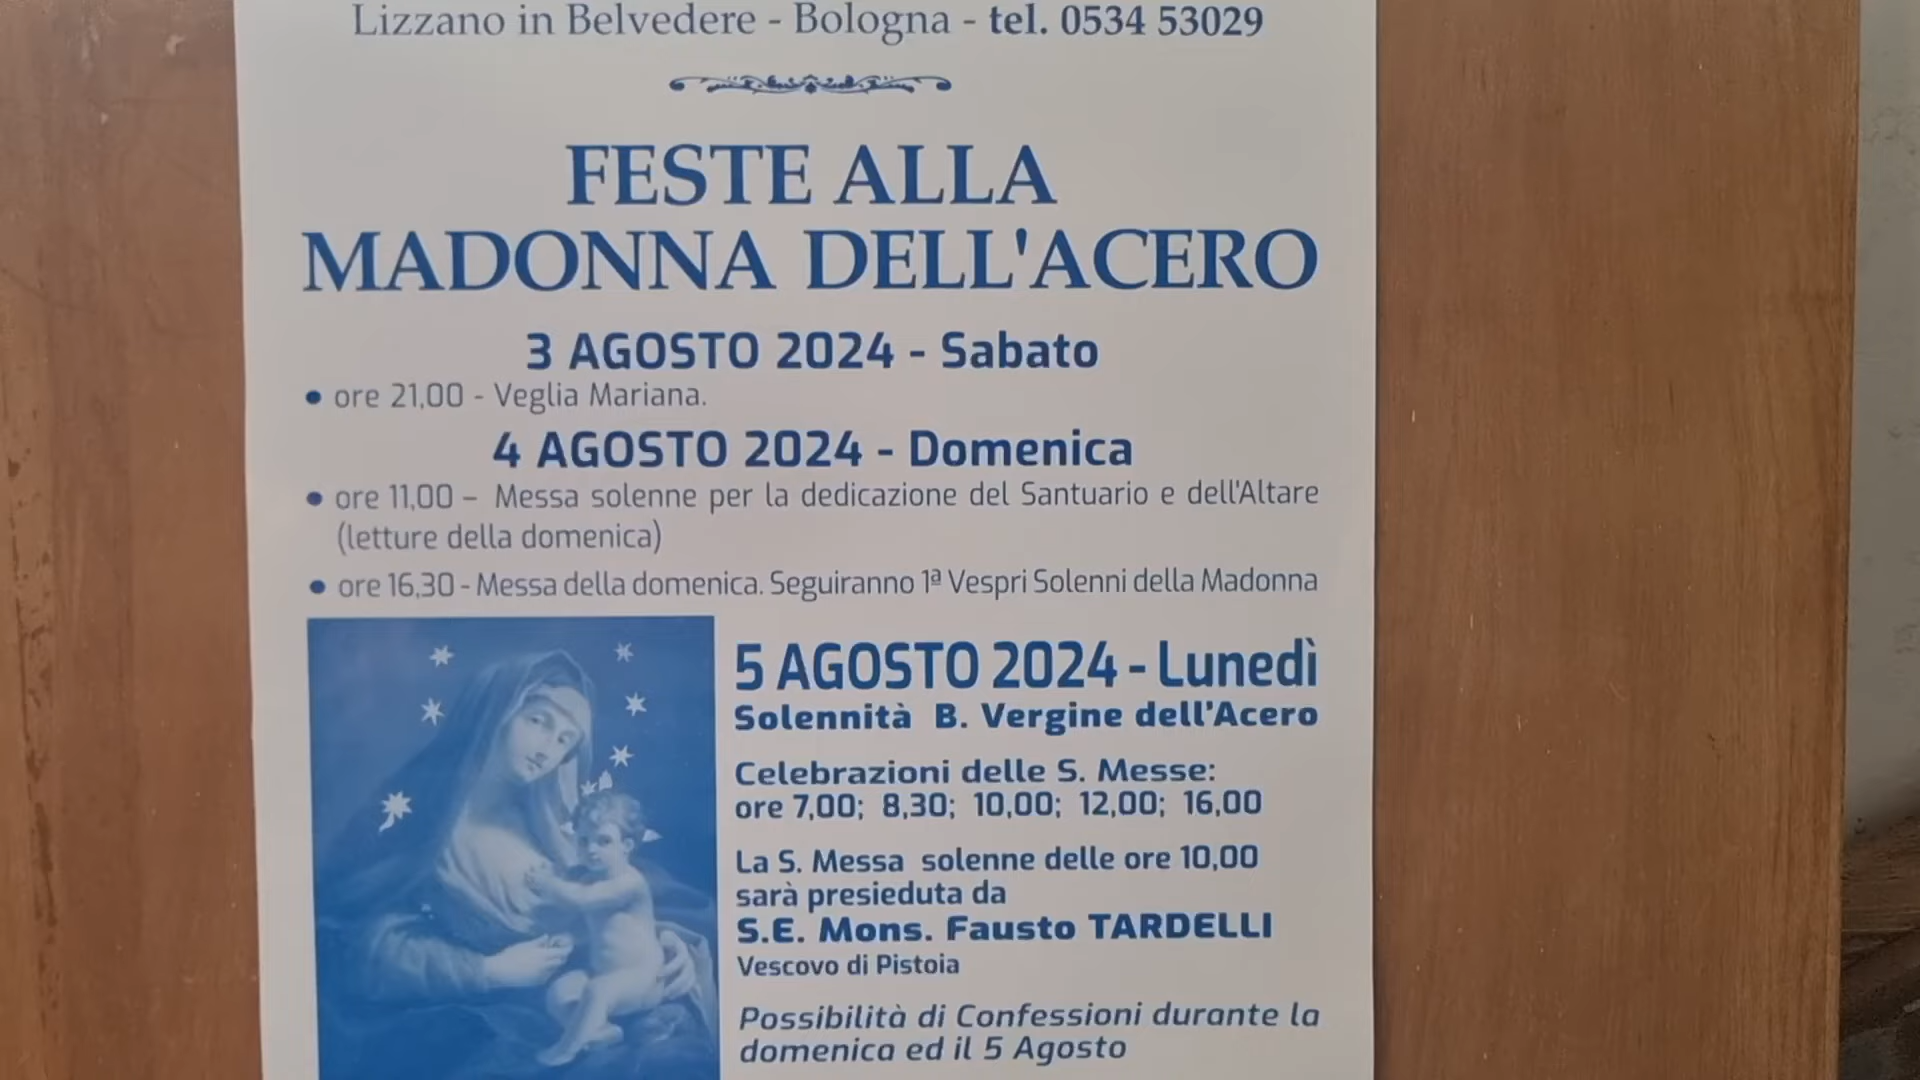 Lizzano in Belvedere - Bologna - tel. 0534 53029
FESTE ALLA
MADONNA DELL'ACERO
3 AGOSTO 2024 - Sabato
• ore 21,00 - Veglia Mariana.
4 AGOSTO 2024 - Domenica
• ore 11,00 – Messa solenne per la dedicazione del Santuario e dell'Altare
(letture della domenica)
• ore 16,30 - Messa della domenica. Seguiranno 1ª Vespri Solenni della Madonna
5 AGOSTO 2024 - Lunedì
Solennità B. Vergine dell'Acero
Celebrazioni delle S. Messe:
ore 7,00; 8,30; 10,00; 12,00; 16,00
La S. Messa solenne delle ore 10,00
sarà presieduta da
S.E. Mons. Fausto TARDELLI
Vescovo di Pistoia
Possibilità di Confessioni durante la
domenica ed il 5 Agosto